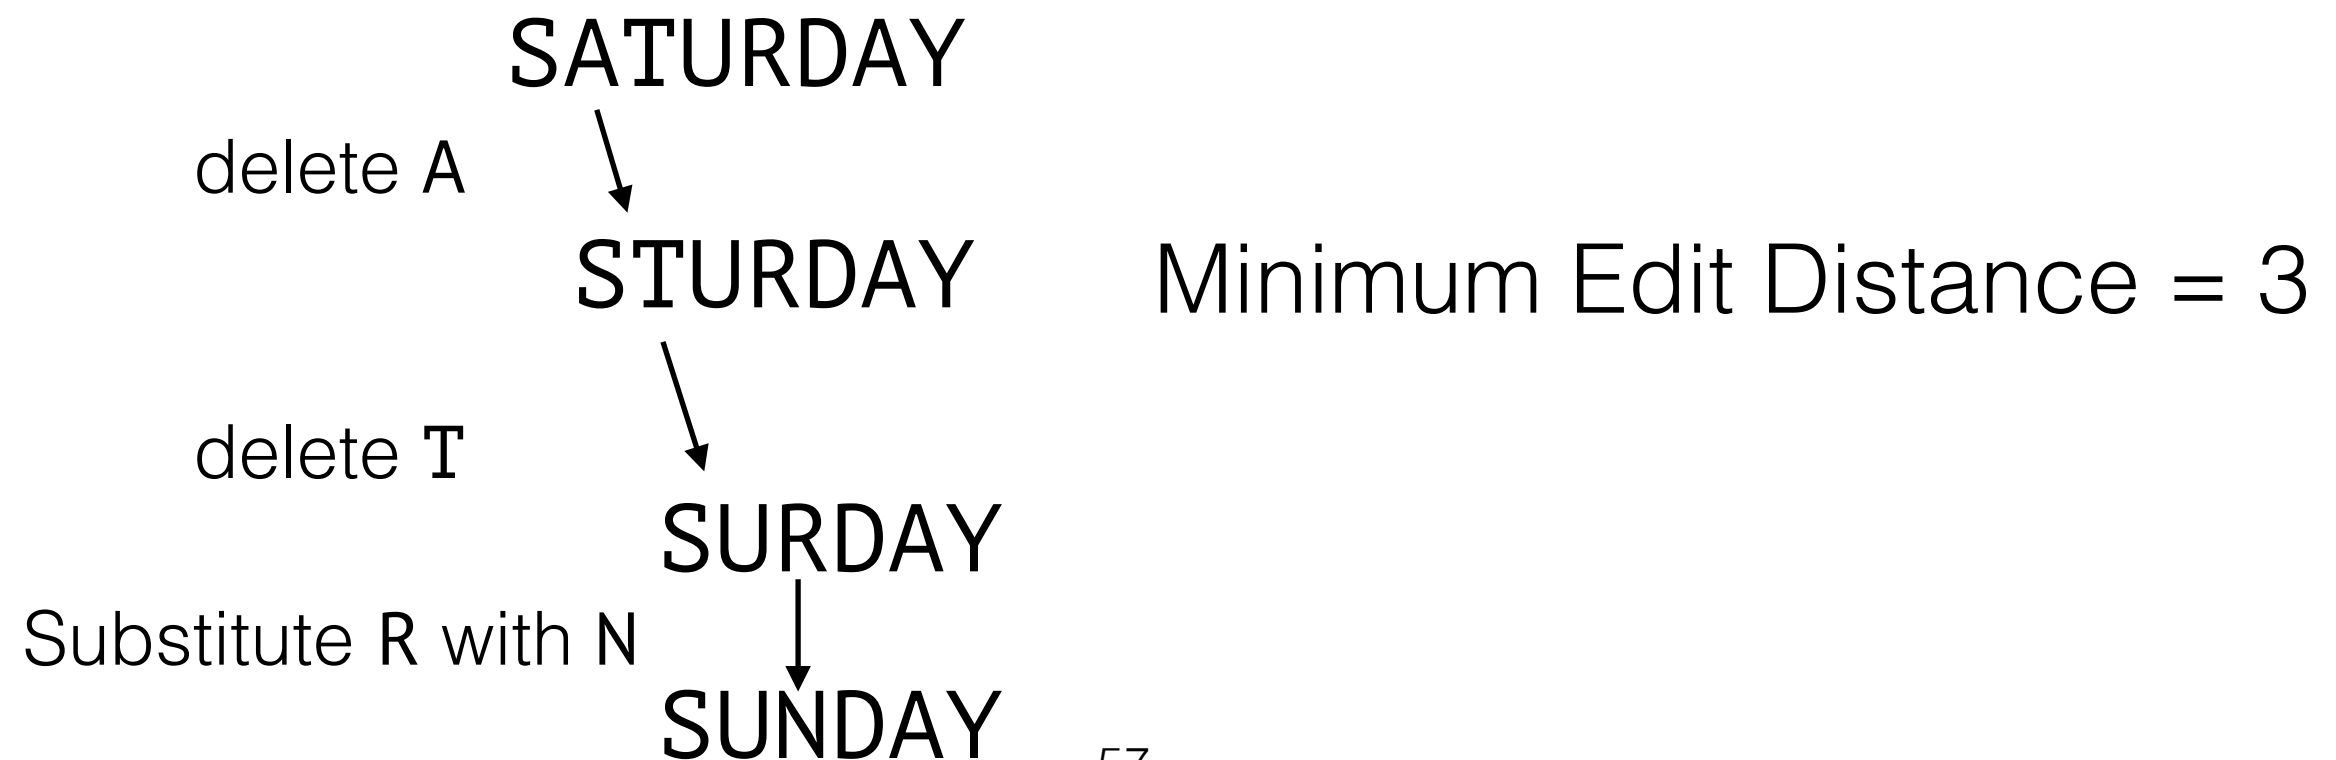 SATURDAY
delete A
STURDAY
Minimum Edit Distance = 3
delete T
SURDAY
Substitute R with N
SUNDAY